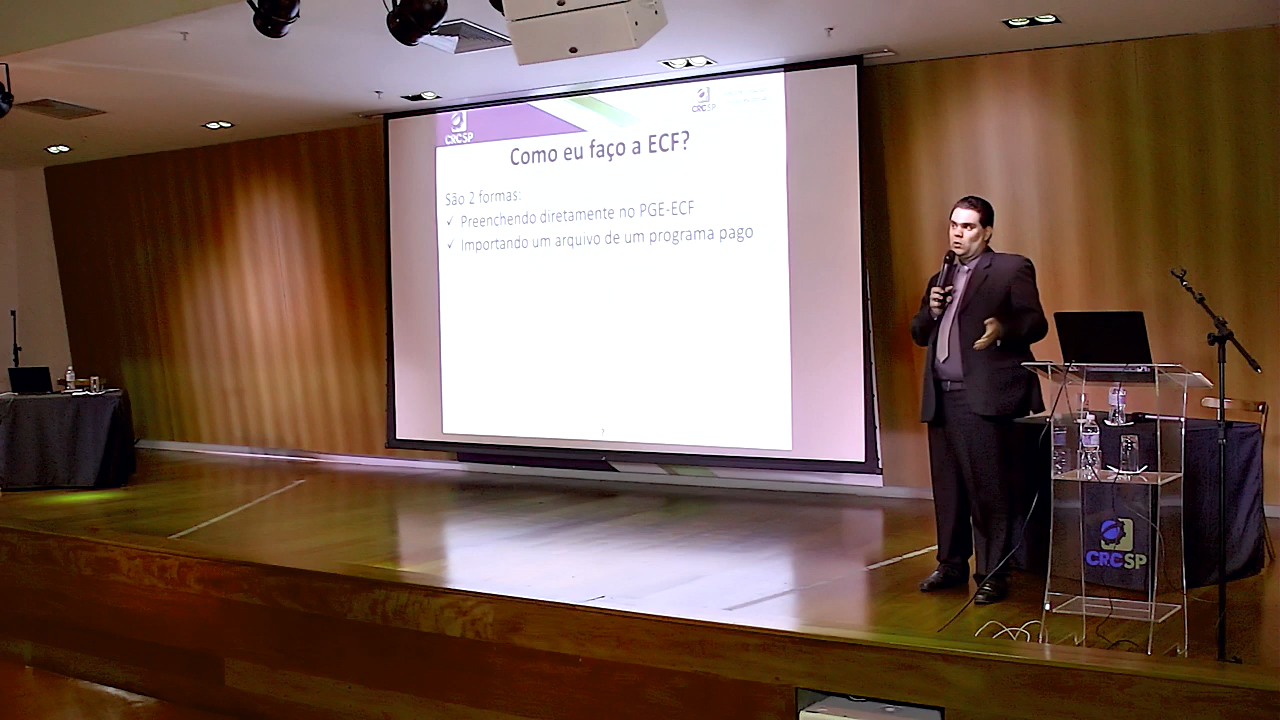 CRCSP
CRCSP
Como eu faço a ECF?
São 2 formas:
✓ Preenchendo diretamente no PGE-ECF
✓ Importando um arquivo de um programa pago
CRCSP